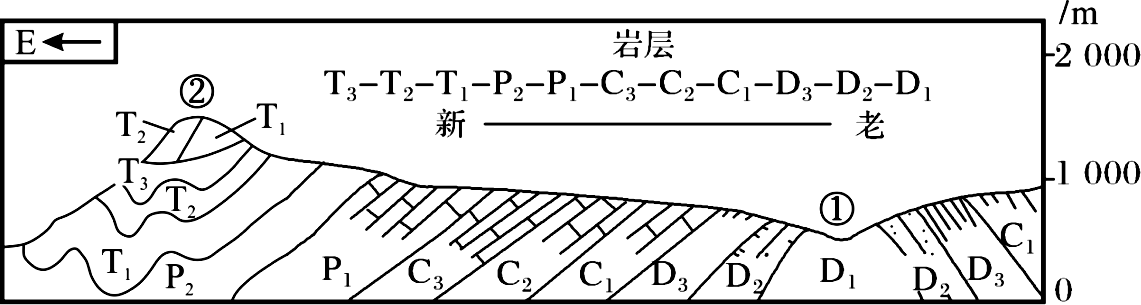 /m
E
岩层
2 000
T₃–T₂–T₁–P₂–P₁–C₃–C₂–C₁–D₃–D₂–D₁
②
新 老
T₂ T₁
T₃
1 000
T₂
①
C₁
T₁ P₂ P₁ C₃ C₂ C₁ D₃ D₂ D₁ D₂ D₃
0